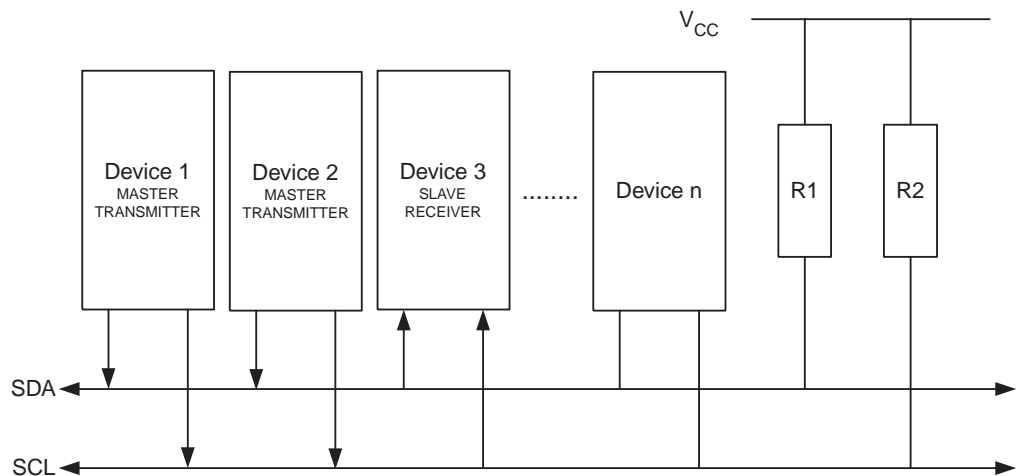 VCC
Device 1
MASTER
TRANSMITTER
Device 2
MASTER
TRANSMITTER
Device 3
SLAVE
RECEIVER
........
Device n
R1
R2
SDA
SCL